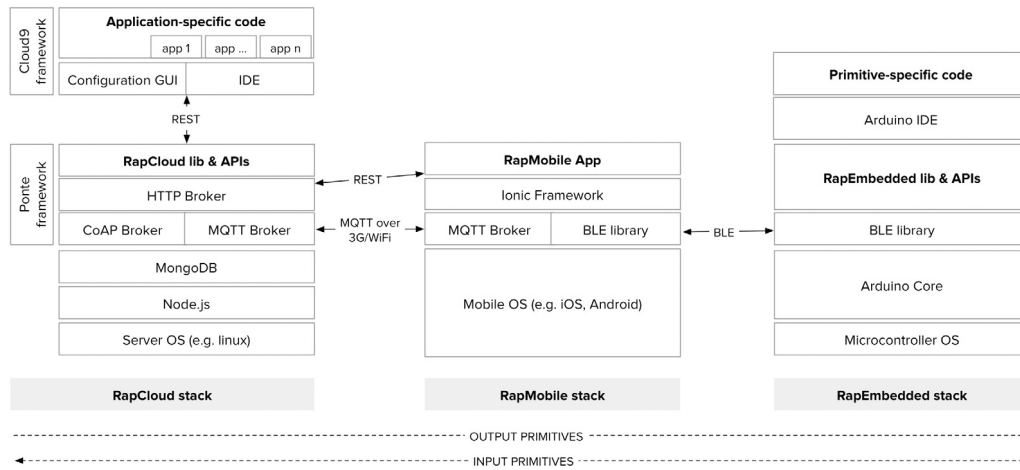 Cloud9
framework
Application-specific code
app 1
app ...
app n
Configuration GUI
IDE
REST
Ponte
framework
RapCloud lib & APIs
HTTP Broker
CoAP Broker
MQTT Broker
MongoDB
Node.js
Server OS (e.g. linux)
RapCloud stack
REST
MQTT over
3G/WiFi
RapMobile App
Ionic Framework
MQTT Broker
BLE library
Mobile OS (e.g. iOS, Android)
RapMobile stack
BLE
Primitive-specific code
Arduino IDE
RapEmbedded lib & APIs
BLE library
Arduino Core
Microcontroller OS
RapEmbedded stack
OUTPUT PRIMITIVES
INPUT PRIMITIVES